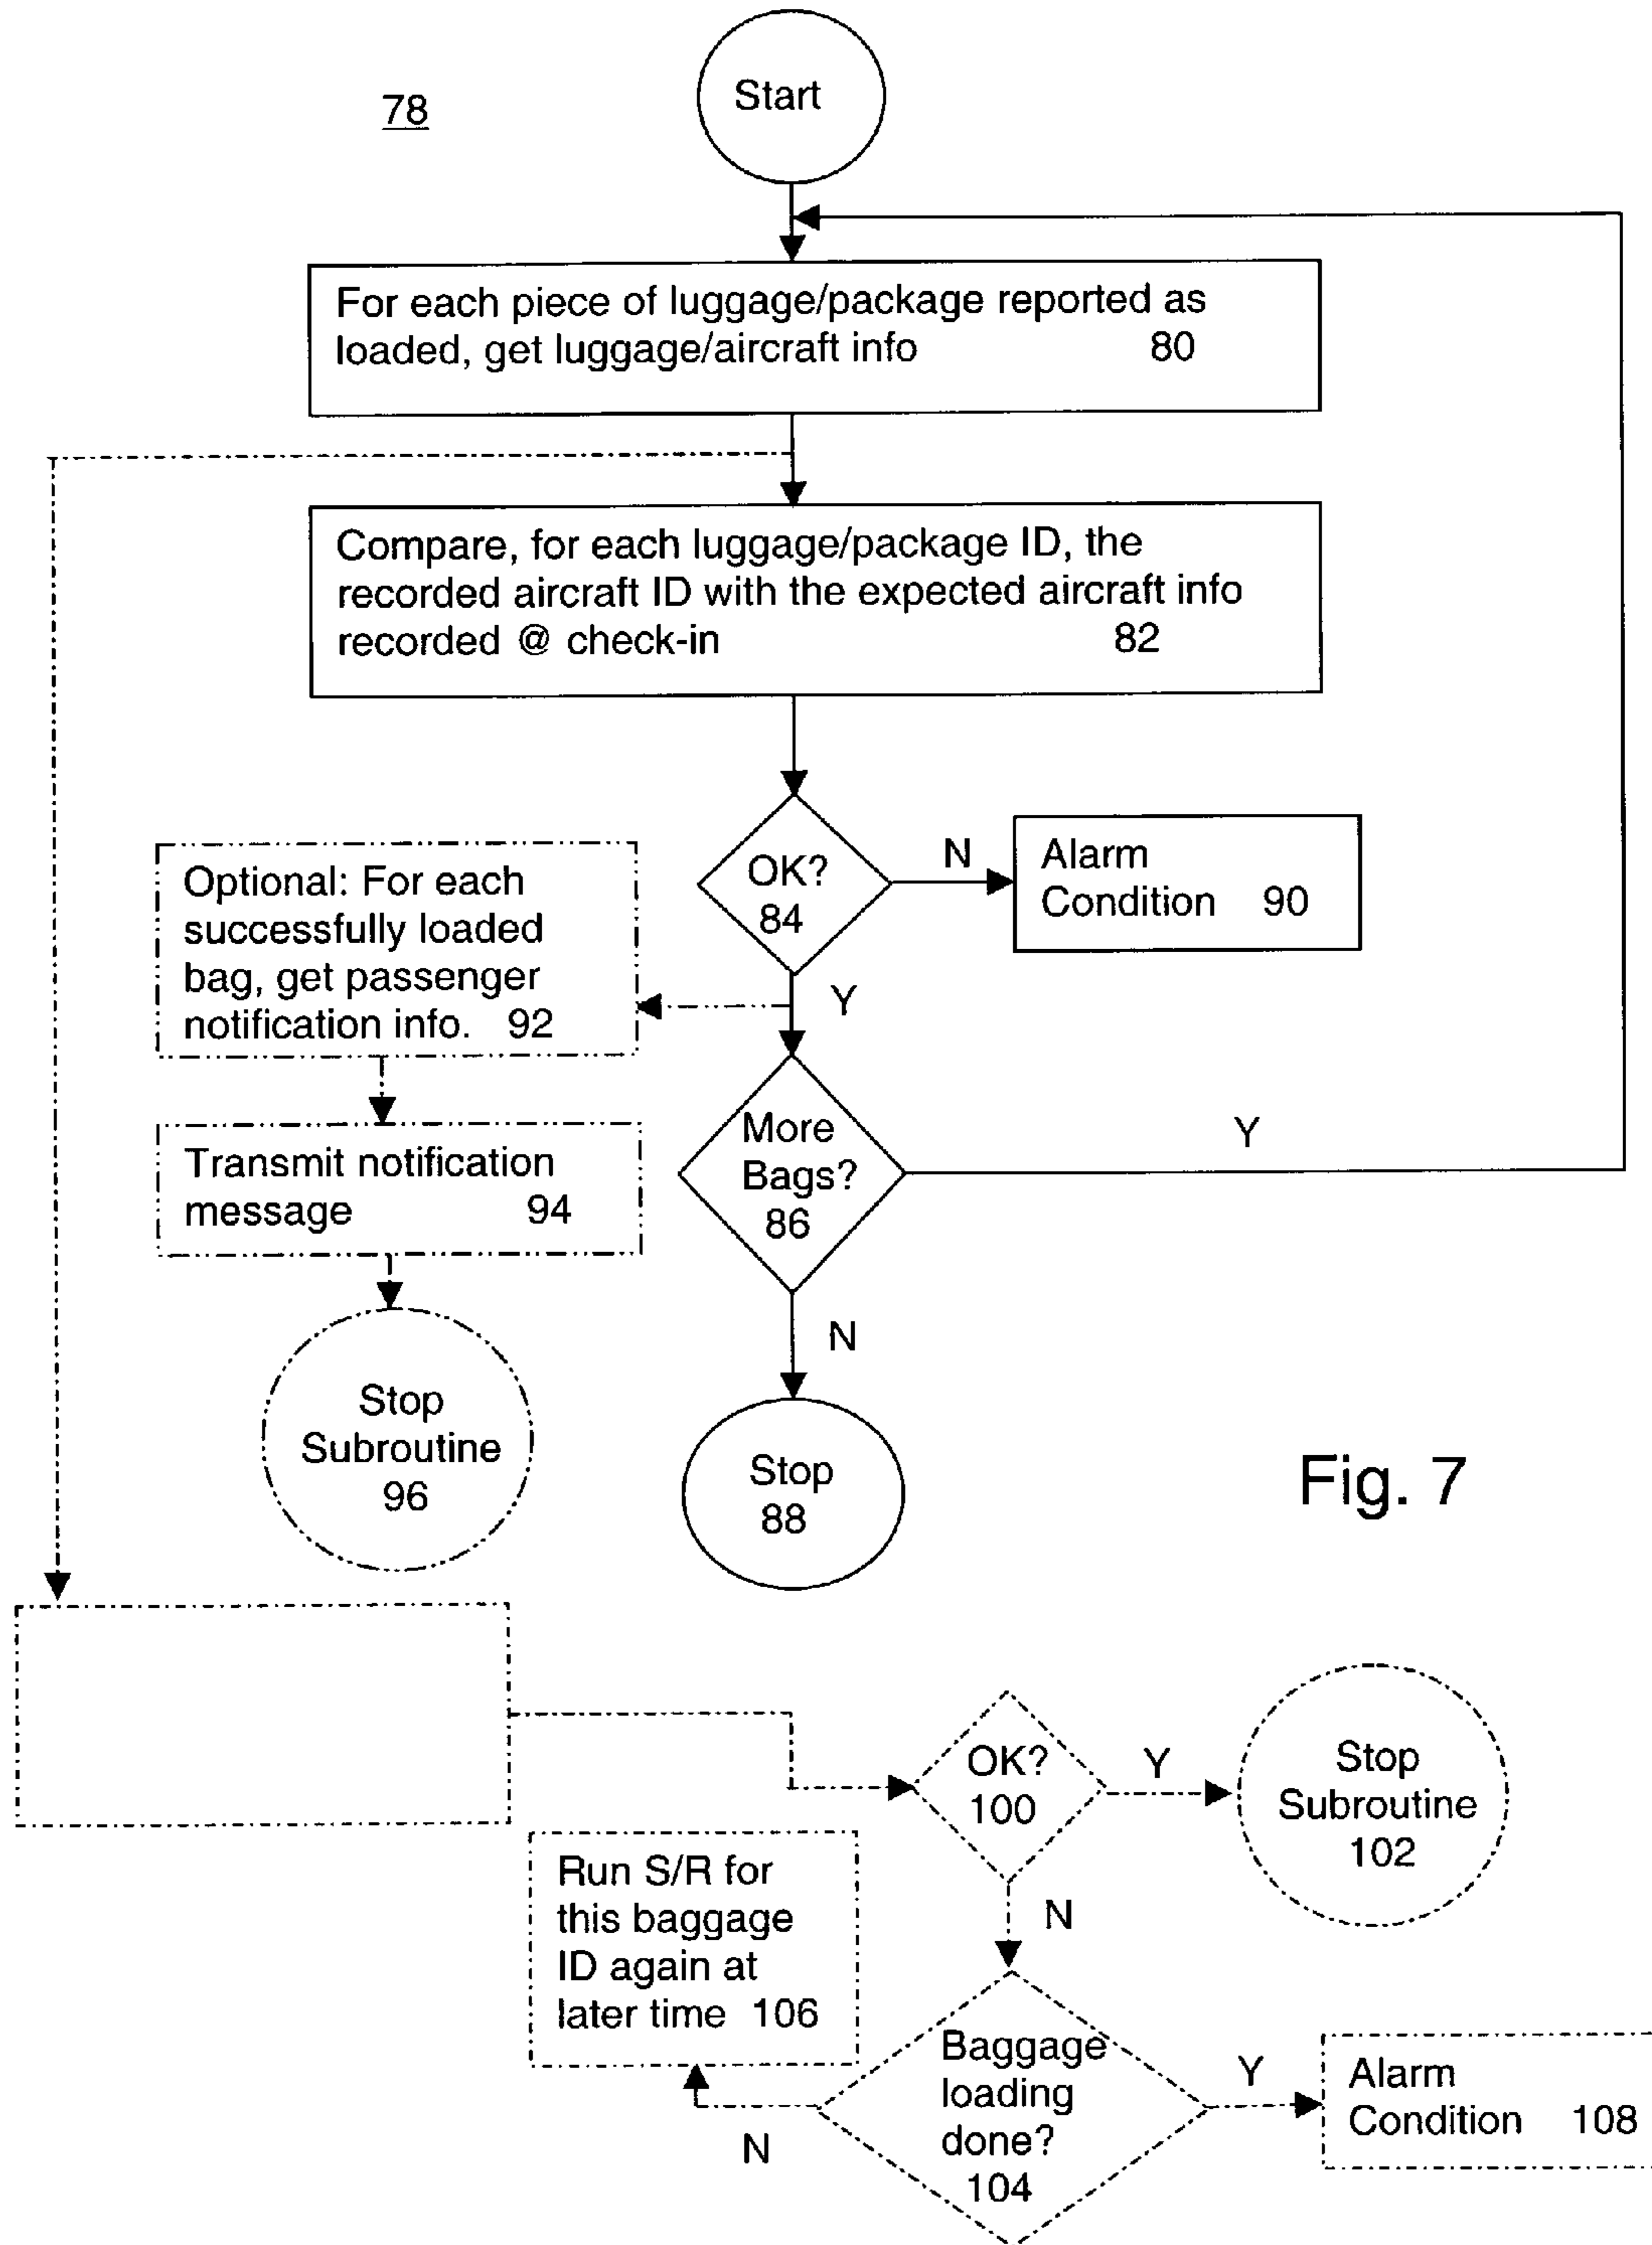 78
Start
For each piece of luggage/package reported as
loaded, get luggage/aircraft info 80
Compare, for each luggage/package ID, the
recorded aircraft ID with the expected aircraft info
recorded @ check-in 82
OK?
84
N
Alarm
Condition 90
Optional: For each
successfully loaded
bag, get passenger
notification info. 92
Y
More
Bags?
86
Y
Transmit notification
message 94
N
Stop
Subroutine
96
Stop
88
Fig. 7
OK?
100
Y
Stop
Subroutine
102
N
Run S/R for
this baggage
ID again at
later time 106
Baggage
loading
done?
104
N
Y
Alarm
Condition 108